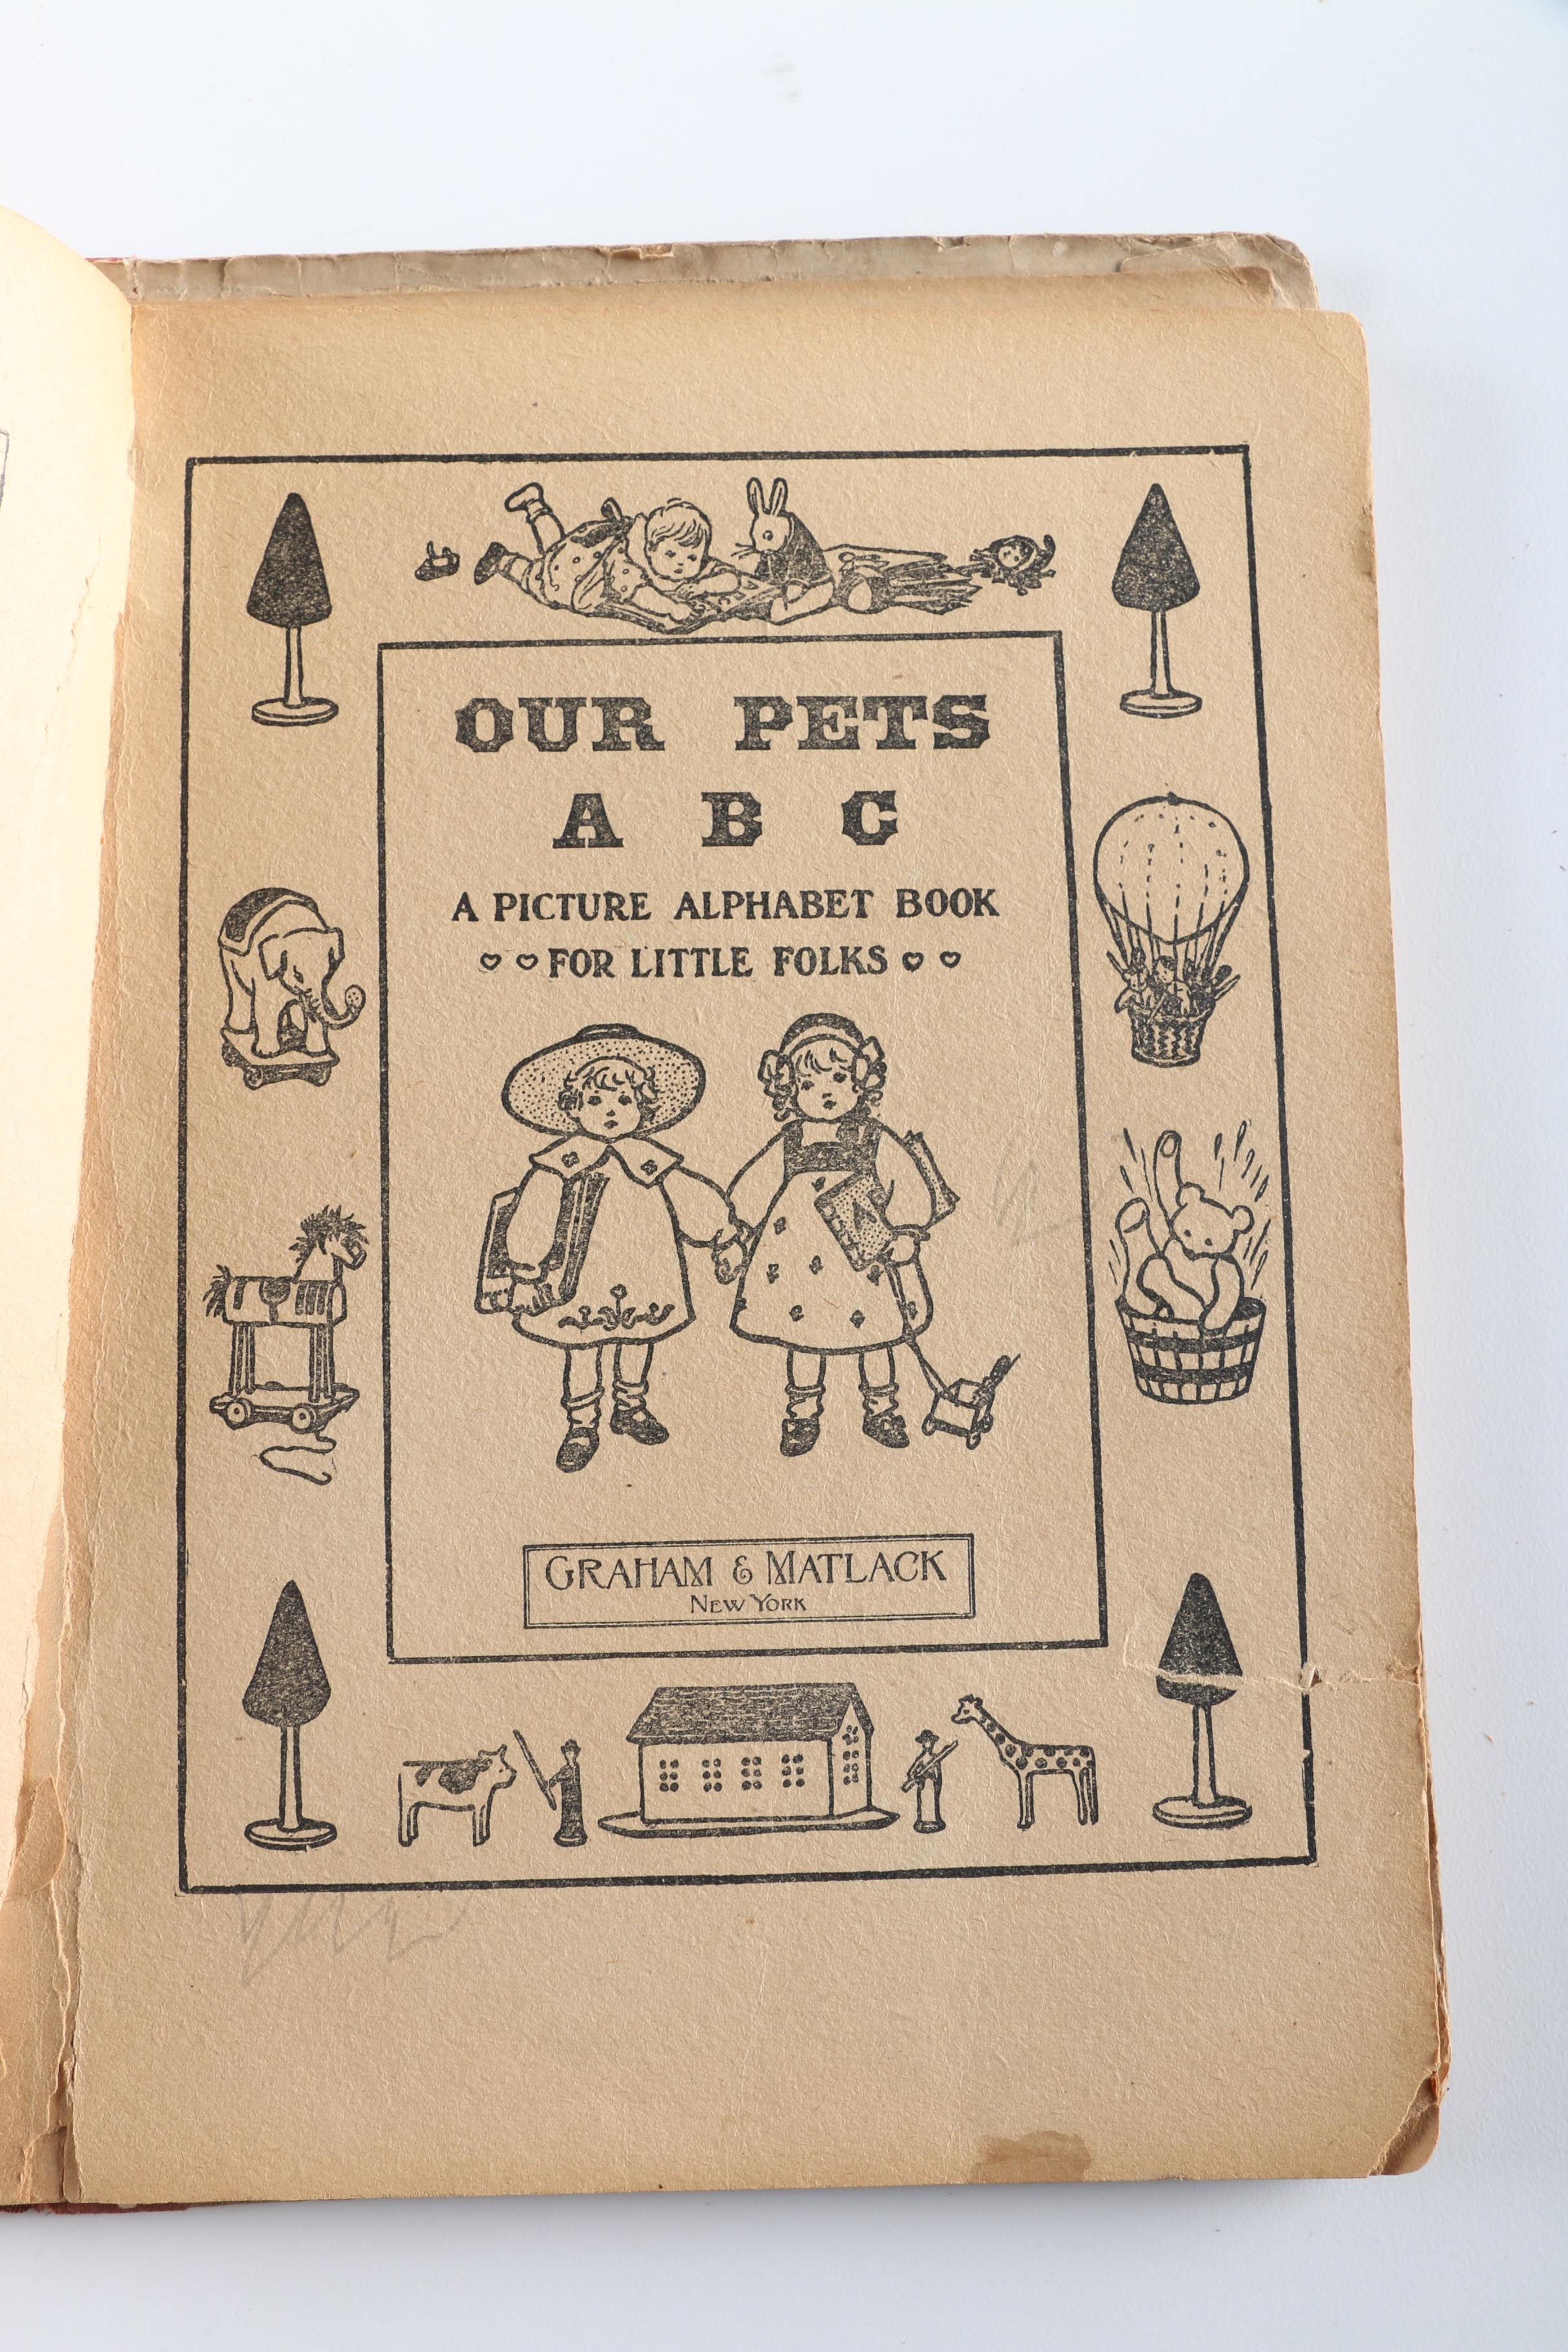 OUR PETS
A B C
A PICTURE ALPHABET BOOK
FOR LITTLE FOLKS
GRAHAM & MATLACK
NEW YORK